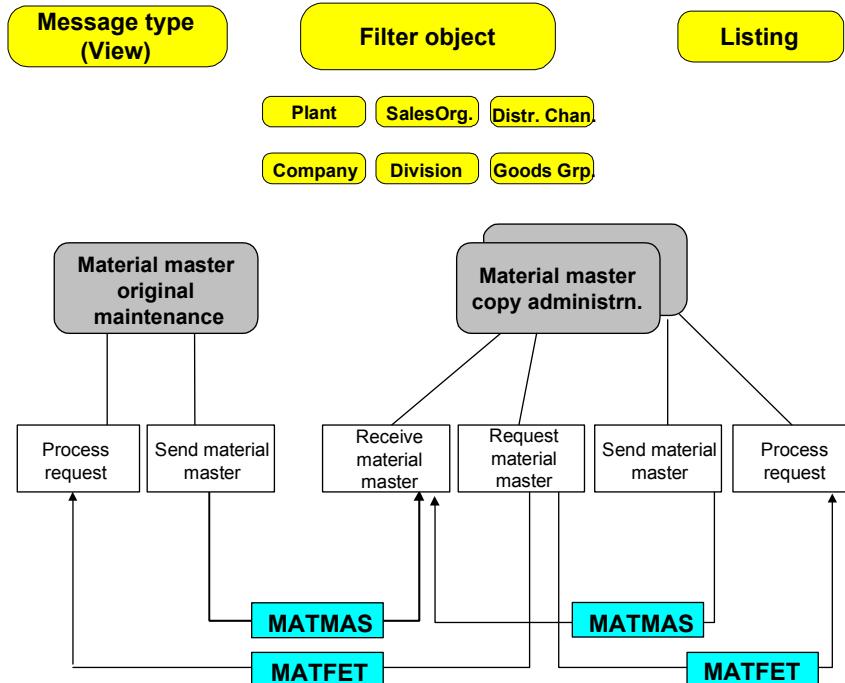 Message type
(View)
Filter object
Listing
Plant
SalesOrg.
Distr. Chan.
Company
Division
Goods Grp.
Material master
original
maintenance
Material master
copy administrn.
Process
request
Send material
master
Receive
material
master
Request
material
master
Send material
master
Process
request
MATMAS
MATMAS
MATFET
MATFET